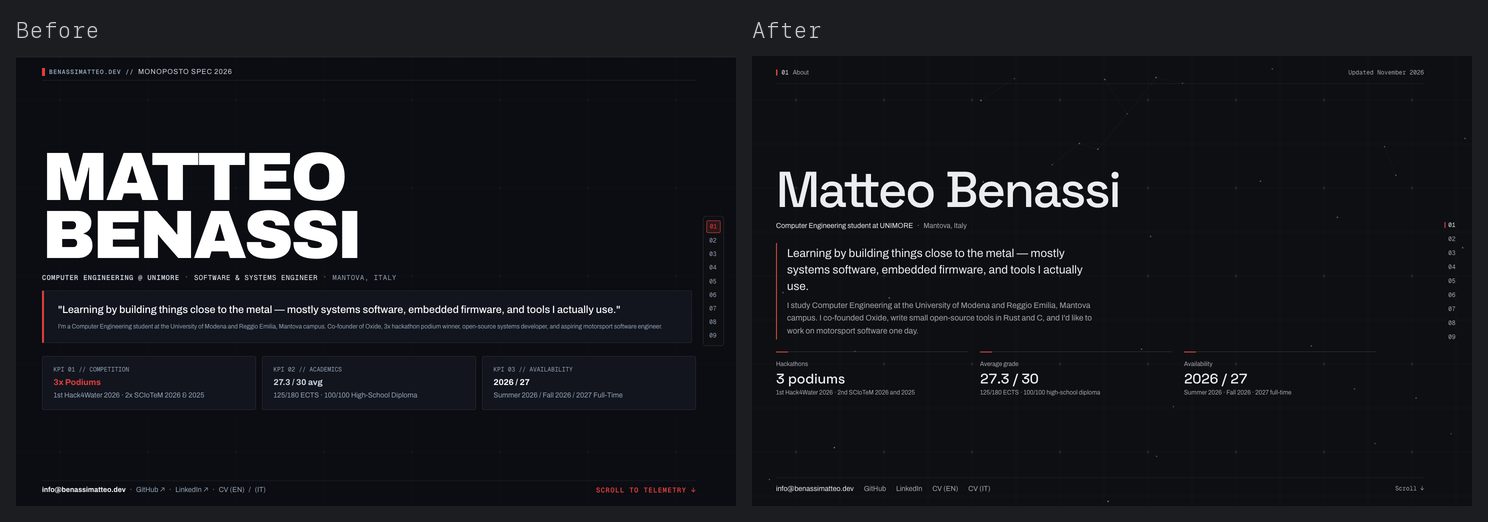 Before
BENASSIMATTEO.DEV // MONOPOSTO SPEC 2026
MATTEO
BENASSI
COMPUTER ENGINEERING @ UNIMORE · SOFTWARE & SYSTEMS ENGINEER · MANTOVA, ITALY
"Learning by building things close to the metal — mostly systems software, embedded firmware, and tools I actually use."
I'm a Computer Engineering student at the University of Modena and Reggio Emilia, Mantova campus. Co-founder of Oxide, 3x hackathon podium winner, open-source systems developer, and aspiring motorsport software engineer.
KPI 01 // COMPETITION
3x Podiums
1st Hack4Water 2026 · 2x SCIoTeM 2026 & 2025
KPI 02 // ACADEMICS
27.3 / 30 avg
125/180 ECTS · 100/100 High-School Diploma
KPI 03 // AVAILABILITY
2026 / 27
Summer 2026 / Fall 2026 / 2027 Full-Time
01
02
03
04
05
06
07
08
09
info@benassimatteo.dev · GitHub ↗ · LinkedIn ↗ · CV (EN) / (IT)
SCROLL TO TELEMETRY ↓
After
01 About
Updated November 2026
Matteo Benassi
Computer Engineering student at UNIMORE · Mantova, Italy
Learning by building things close to the metal — mostly
systems software, embedded firmware, and tools I actually
use.
I study Computer Engineering at the University of Modena and Reggio Emilia, Mantova
campus. I co-founded Oxide, write small open-source tools in Rust and C, and I'd like to
work on motorsport software one day.
Hackathons
3 podiums
1st Hack4Water 2026 · 2nd SCIoTeM 2026 and 2025
Average grade
27.3 / 30
125/180 ECTS · 100/100 high-school diploma
Availability
2026 / 27
Summer 2026 · Fall 2026 · 2027 full-time
01
02
03
04
05
06
07
08
09
info@benassimatteo.dev GitHub LinkedIn CV (EN) CV (IT)
Scroll ↓